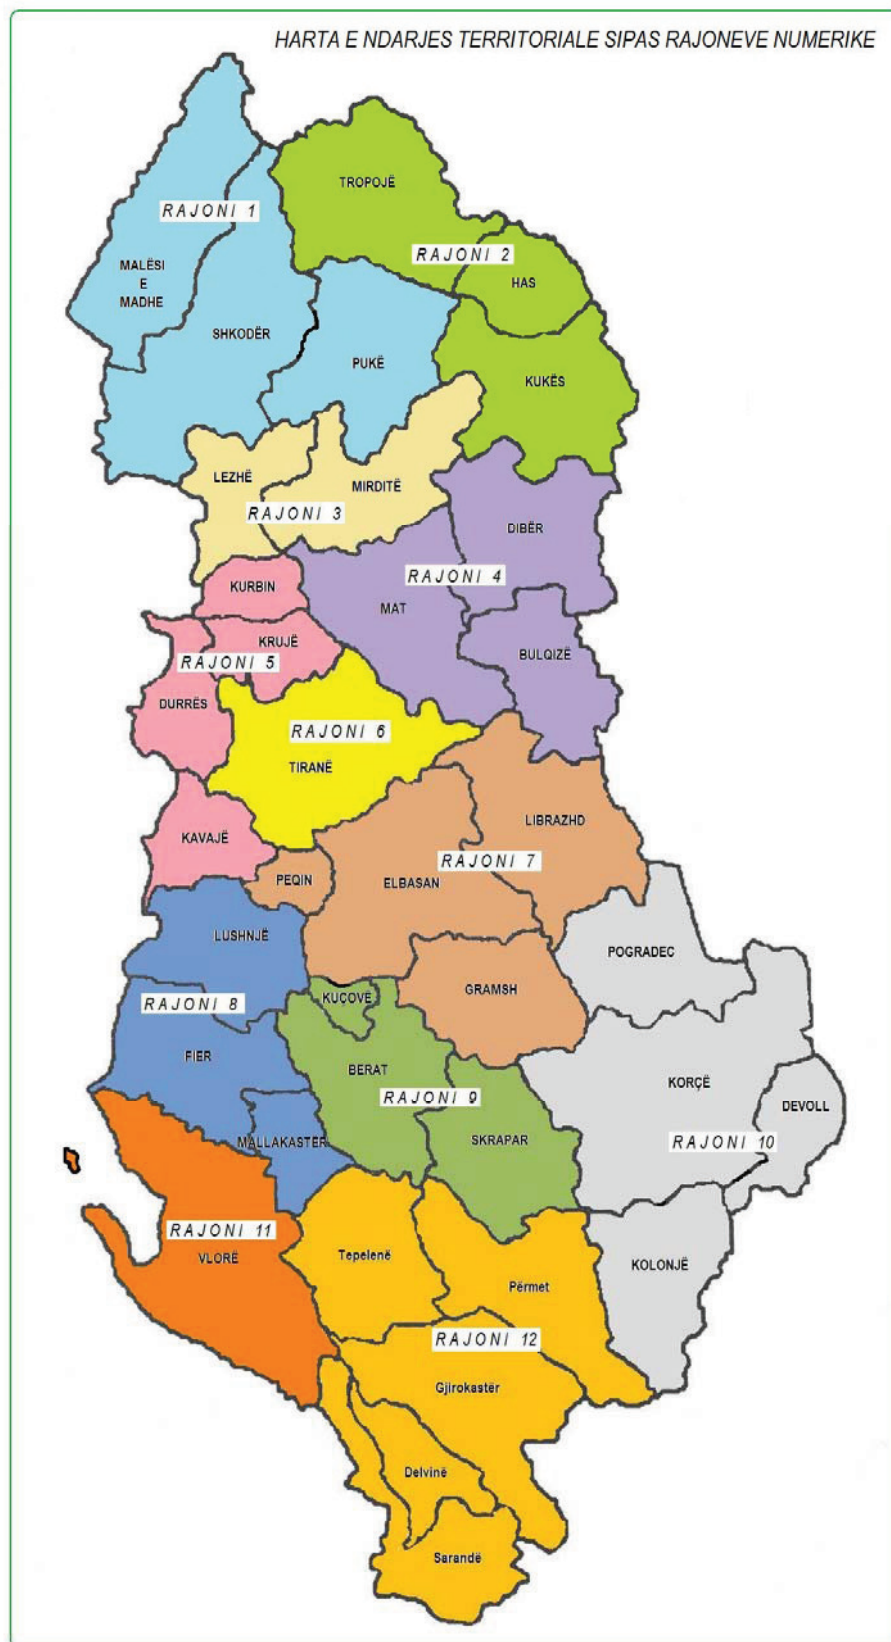 HARTA E NDARJES TERRITORIALE SIPAS RAJONEVE NUMERIKE
TROPOJË
RAJONI 1
RAJONI 2
MALËSI
E
MADHE
HAS
SHKODËR
PUKË
KUKËS
LEZHË
MIRDITË
RAJONI 3
DIBËR
RAJONI 4
KURBIN
MAT
KRUJË
BULQIZË
RAJONI 5
DURRËS
RAJONI 6
TIRANË
LIBRAZHD
KAVAJË
RAJONI 7
PEQIN
ELBASAN
LUSHNJË
POGRADEC
GRAMSH
KUÇOVË
RAJONI 8
FIER
BERAT
KORÇË
RAJONI 9
DEVOLL
MALLAKASTËR
SKRAPAR
RAJONI 10
RAJONI 11
VLORË
Tepelenë
KOLONJË
Përmet
RAJONI 12
Gjirokastër
Delvinë
Sarandë